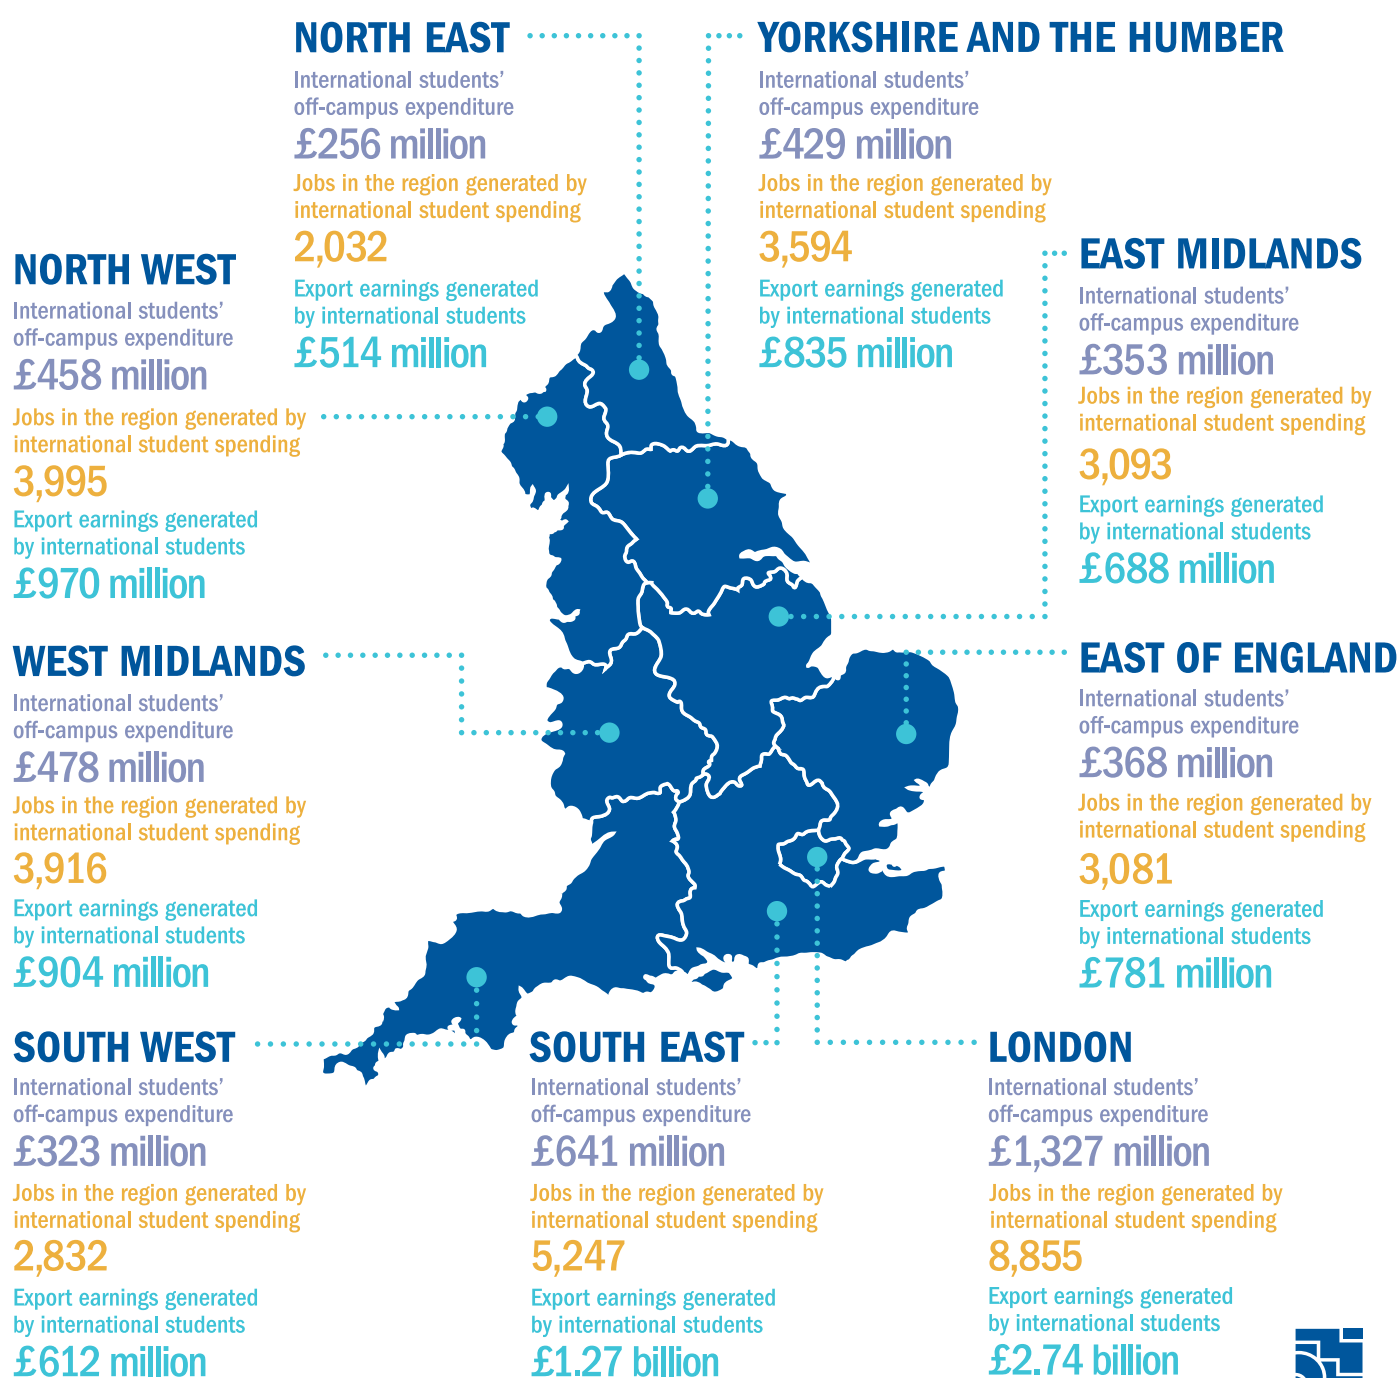 NORTH EAST
International students'
off-campus expenditure
£256 million
Jobs in the region generated by
international student spending
2,032
Export earnings generated
by international students
£514 million
YORKSHIRE AND THE HUMBER
International students'
off-campus expenditure
£429 million
Jobs in the region generated by
international student spending
3,594
Export earnings generated
by international students
£835 million
NORTH WEST
International students'
off-campus expenditure
£458 million
Jobs in the region generated by
international student spending
3,995
Export earnings generated
by international students
£970 million
EAST MIDLANDS
International students'
off-campus expenditure
£353 million
Jobs in the region generated by
international student spending
3,093
Export earnings generated
by international students
£688 million
WEST MIDLANDS
International students'
off-campus expenditure
£478 million
Jobs in the region generated by
international student spending
3,916
Export earnings generated
by international students
£904 million
EAST OF ENGLAND
International students'
off-campus expenditure
£368 million
Jobs in the region generated by
international student spending
3,081
Export earnings generated
by international students
£781 million
SOUTH WEST
International students'
off-campus expenditure
£323 million
Jobs in the region generated by
international student spending
2,832
Export earnings generated
by international students
£612 million
SOUTH EAST
International students'
off-campus expenditure
£641 million
Jobs in the region generated by
international student spending
5,247
Export earnings generated
by international students
£1.27 billion
LONDON
International students'
off-campus expenditure
£1,327 million
Jobs in the region generated by
international student spending
8,855
Export earnings generated
by international students
£2.74 billion